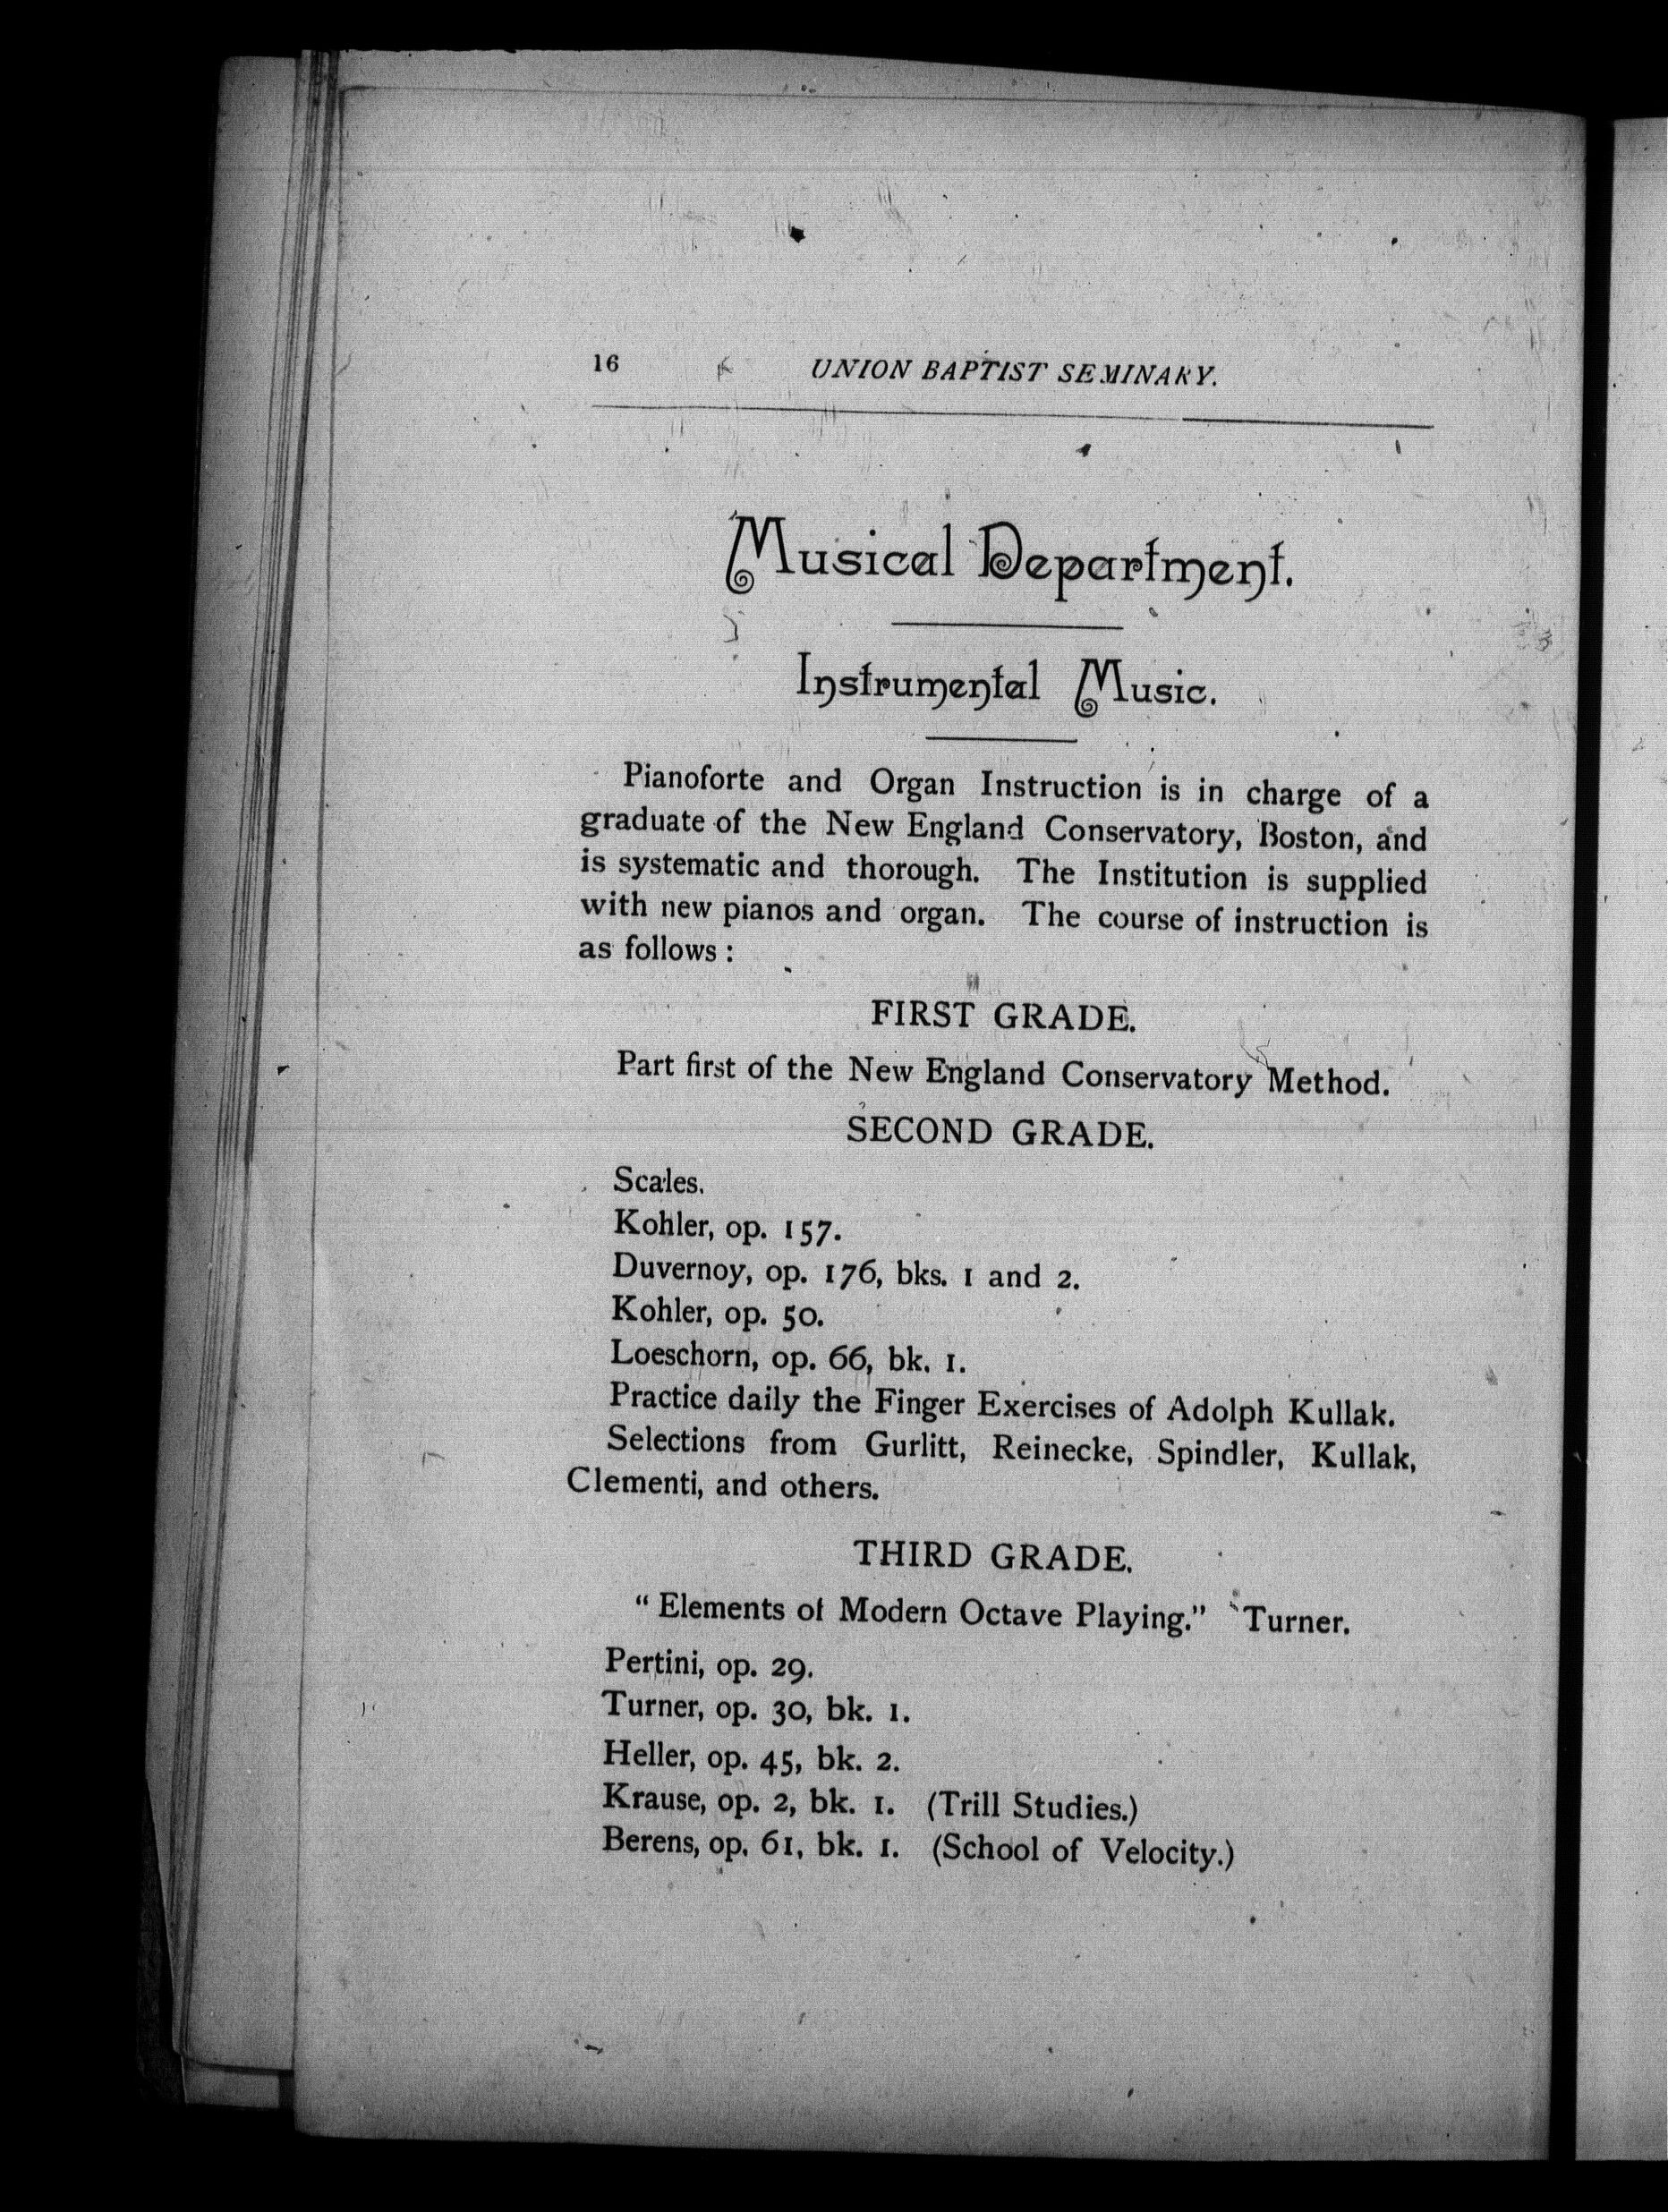 16 UNION BAPTIST SEMINARY.
Musical Department.
Instrumental Music.
Pianoforte and Organ Instruction is in charge of a
graduate of the New England Conservatory, Boston, and
is systematic and thorough. The Institution is supplied
with new pianos and organ. The course of instruction is
as follows:
FIRST GRADE.
Part first of the New England Conservatory Method.
SECOND GRADE.
Scales.
Kohler, op. 157.
Duvernoy, op. 176, bks. 1 and 2.
Kohler, op. 50.
Loeschorn, op. 66, bk. 1.
Practice daily the Finger Exercises of Adolph Kullak.
Selections from Gurlitt, Reinecke, Spindler, Kullak,
Clementi, and others.
THIRD GRADE.
"Elements of Modern Octave Playing." Turner.
Pertini, op. 29.
Turner, op. 30, bk. 1.
Heller, op. 45, bk. 2.
Krause, op. 2, bk. 1. (Trill Studies.)
Berens, op. 61, bk. 1. (School of Velocity.)